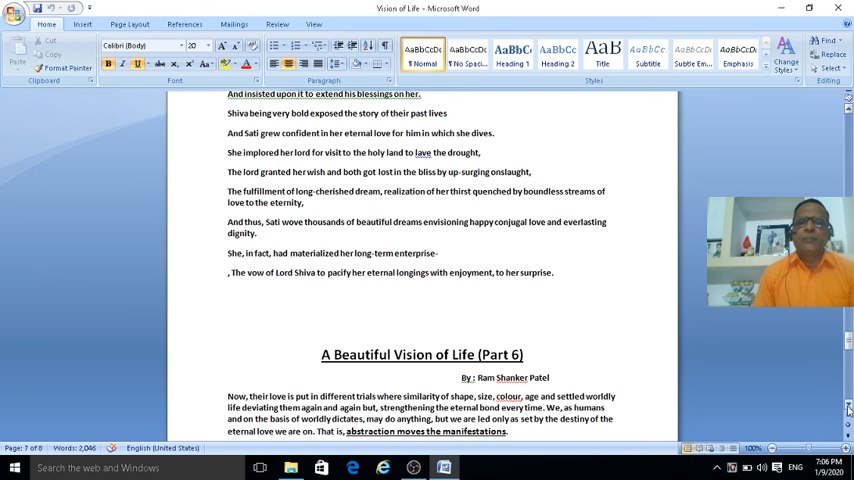 Vision of Life - Microsoft Word
Home Insert Page Layout References Mailings Review View
Cut
Copy
Format Painter
Paste
Clipboard
Calibri (Body) 20
B I U abc x₂ x² Aa
Font
Paragraph
AaBbCcDc AaBbCcDc AaBbCc AaBbCc AaB AaBbCc. AaBbCcDc AaBbCcDc
¶ Normal ¶ No Spaci... Heading 1 Heading 2 Title Subtitle Subtle Em... Emphasis
Change Styles
Styles
Find
Replace
Select
Editing
And insisted upon it to extend his blessings on her.
Shiva being very bold exposed the story of their past lives
And Sati grew confident in her eternal love for him in which she dives.
She implored her lord for visit to the holy land to lave the drought,
The lord granted her wish and both got lost in the bliss by up-surging onslaught,
The fulfillment of long-cherished dream, realization of her thirst quenched by boundless streams of
love to the eternity,
And thus, Sati wove thousands of beautiful dreams envisioning happy conjugal love and everlasting
dignity.
She, in fact, had materialized her long-term enterprise-
, The vow of Lord Shiva to pacify her eternal longings with enjoyment, to her surprise.
A Beautiful Vision of Life (Part 6)
By ; Ram Shanker Patel
Now, their love is put in different trials where similarity of shape, size, colour, age and settled worldly
life deviating them again and again but, strengthening the eternal bond every time. We, as humans
and on the basis of worldly dictates, may do anything, but we are led only as set by the destiny of the
eternal love we are on. That is, abstraction moves the manifestations.
Page: 7 of 8 Words: 2,046 English (United States) 100%
Search the web and Windows
ENG
7:06 PM
1/9/2020